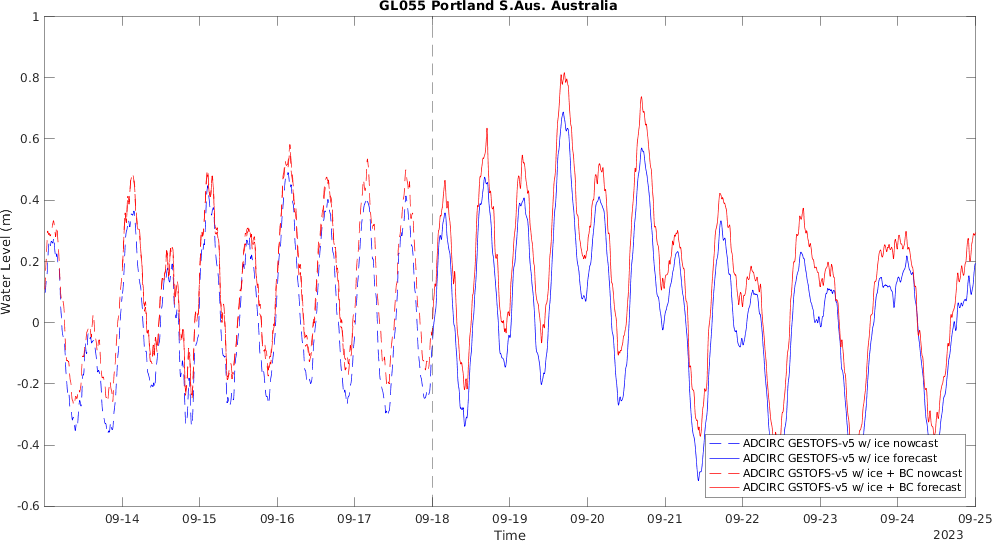 GL055 Portland S.Aus. Australia
1
0.8
0.6
0.4
0.2
0
-0.2
-0.4
-0.6
Water Level (m)
ADCIRC GESTOFS-v5 w/ ice nowcast
ADCIRC GESTOFS-v5 w/ ice forecast
ADCIRC GSTOFS-v5 w/ ice + BC nowcast
ADCIRC GSTOFS-v5 w/ ice + BC forecast
09-14 09-15 09-16 09-17 09-18 09-19 09-20 09-21 09-22 09-23 09-24 09-25
Time
2023